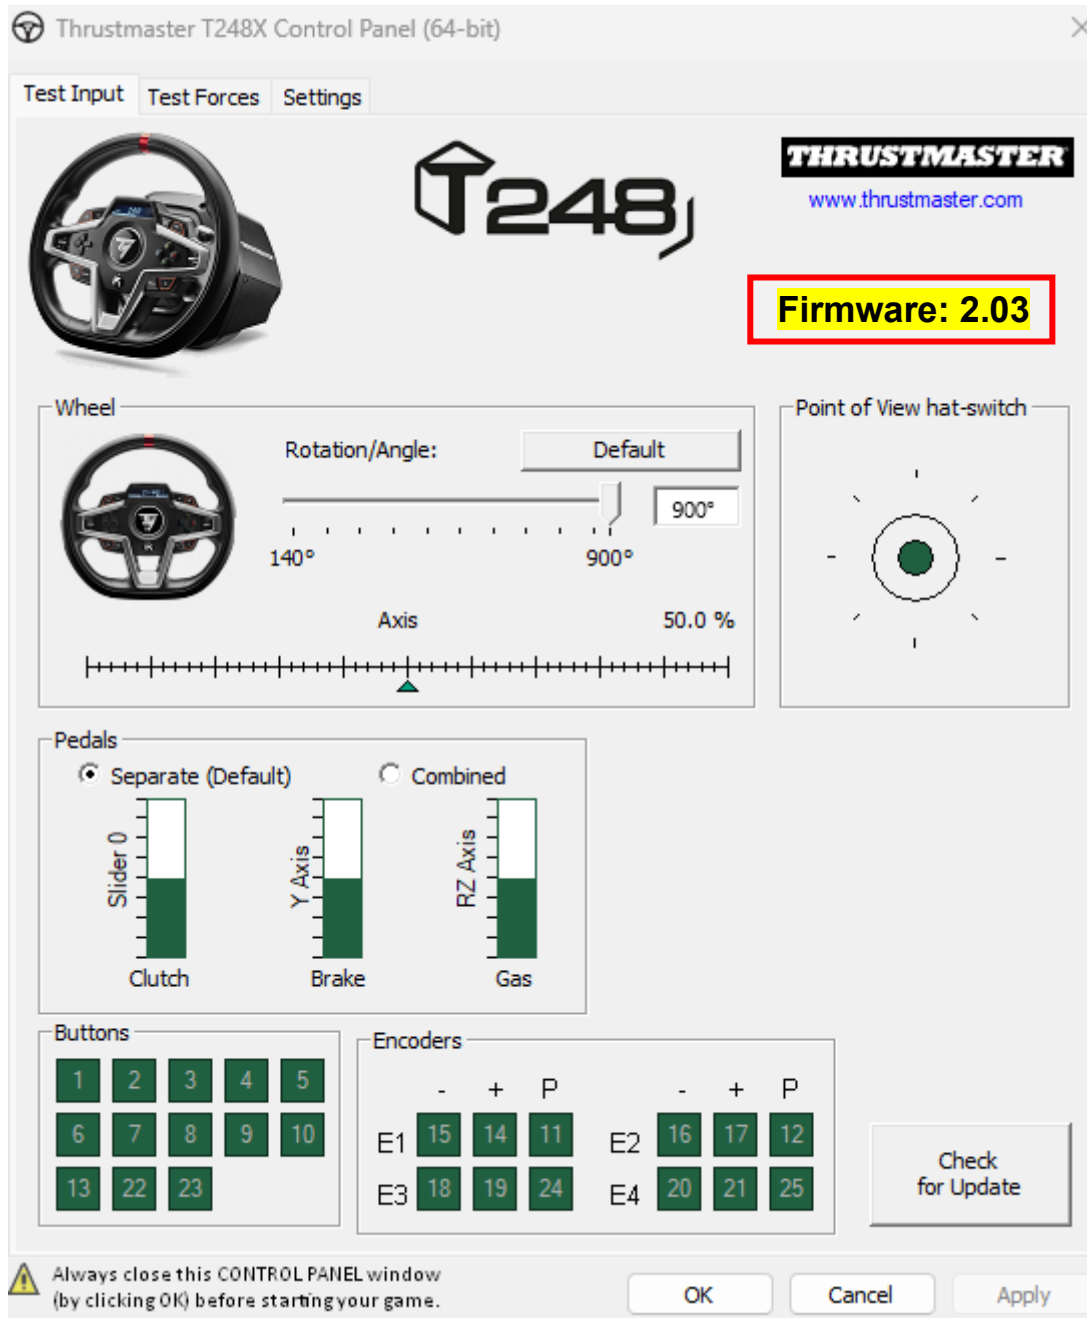 Thrustmaster T248X Control Panel (64-bit)
Test Input Test Forces Settings
T248
THRUSTMASTER
www.thrustmaster.com
Firmware: 2.03
Wheel
Rotation/Angle: Default
900°
140° 900°
Axis 50.0 %
Point of View hat-switch
Pedals
Separate (Default) Combined
Slider 0
Y Axis
RZ Axis
Clutch Brake Gas
Buttons
1 2 3 4 5
6 7 8 9 10
13 22 23
Encoders
- + P - + P
E1 15 14 11 E2 16 17 12
E3 18 19 24 E4 20 21 25
Check
for Update
Always close this CONTROL PANEL window
(by clicking OK) before starting your game.
OK Cancel Apply